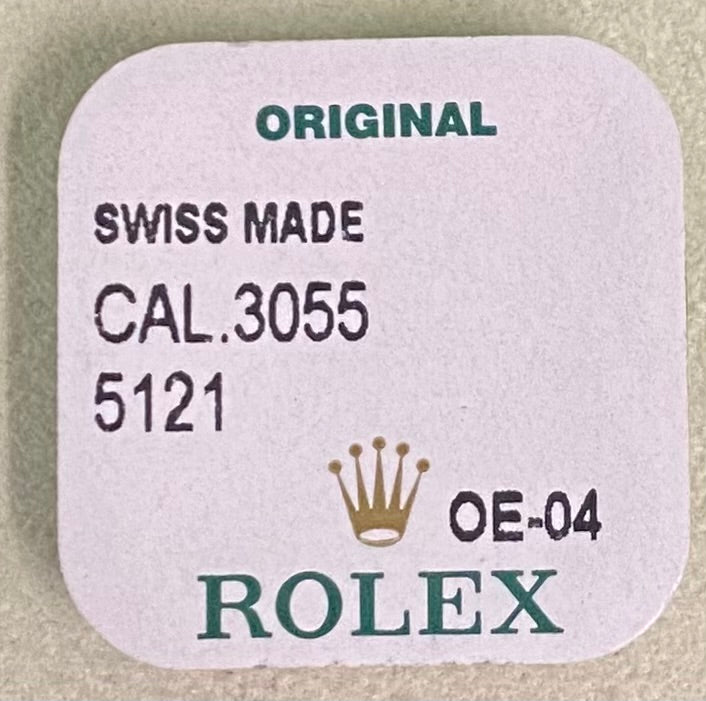 ORIGINAL
SWISS MADE
CAL.3055
5121
OE-04
ROLEX